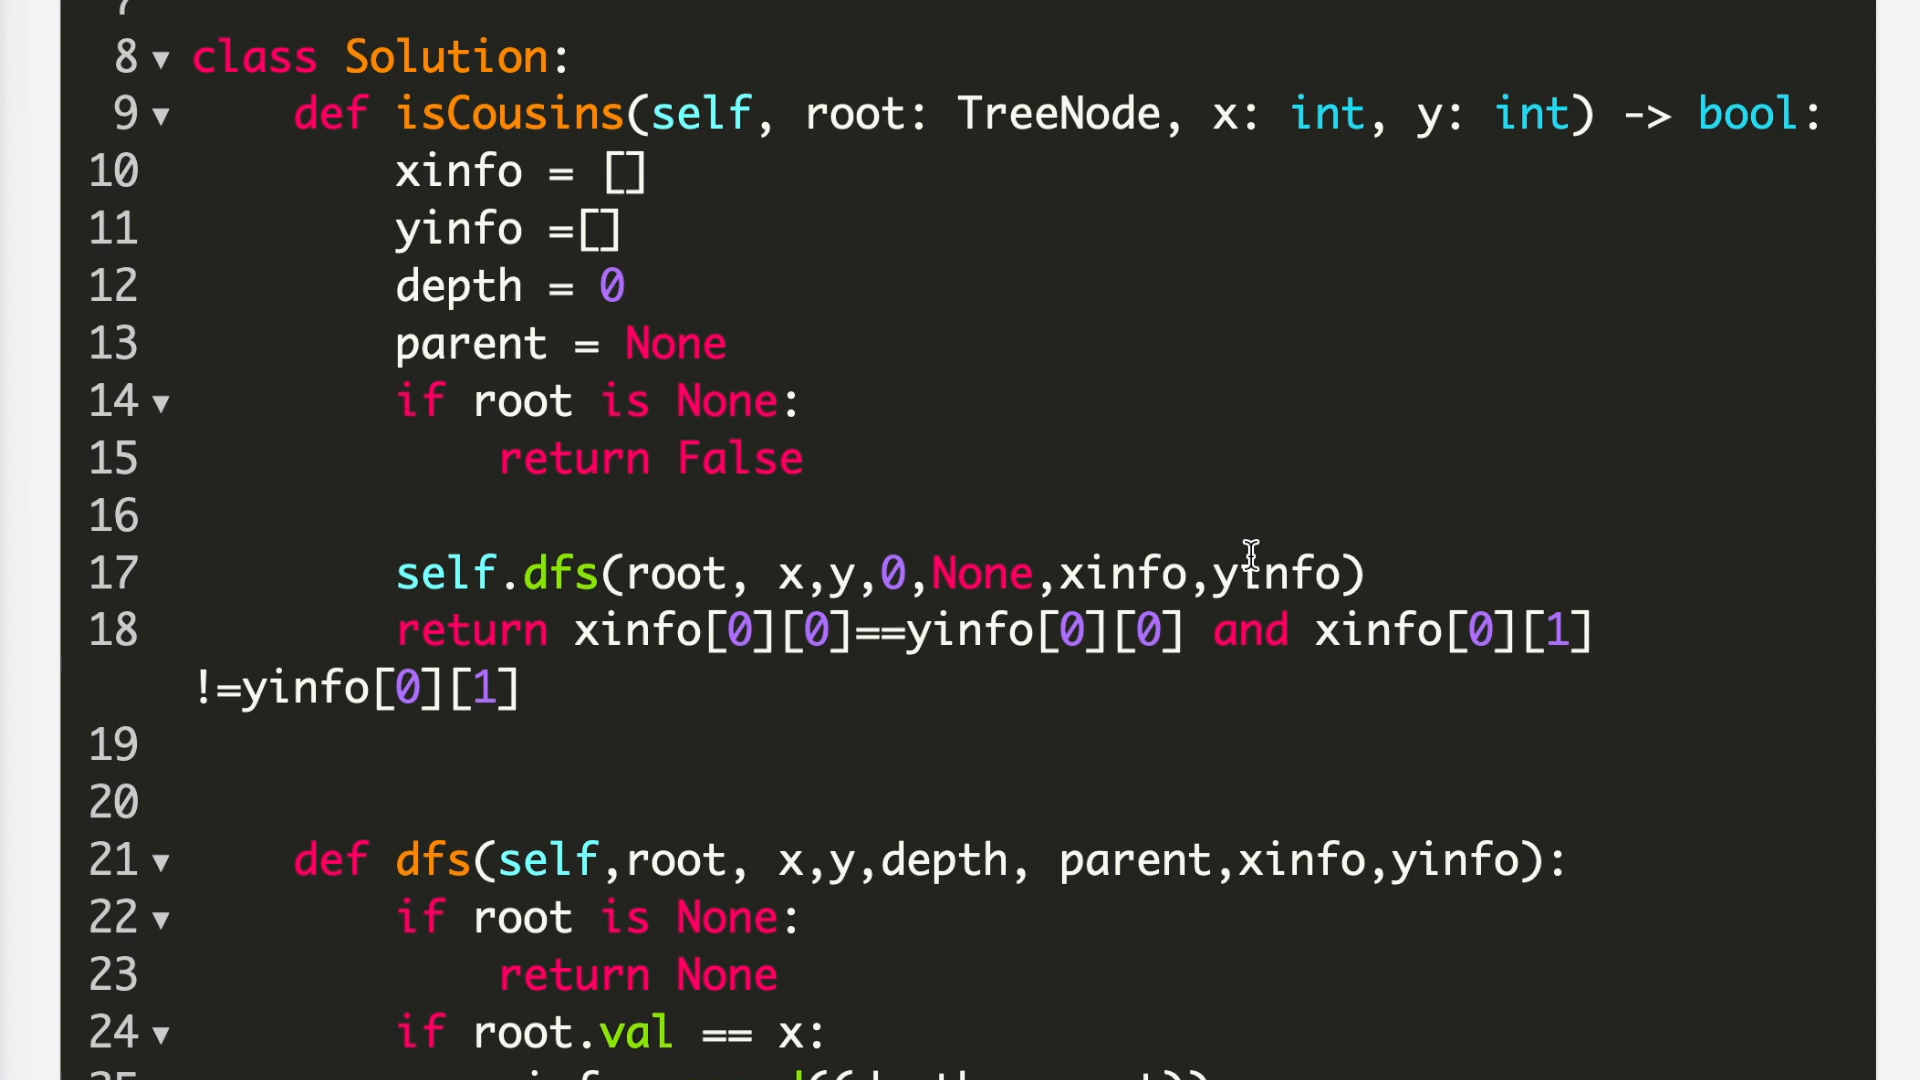 8 class Solution:
9 def isCousins(self, root: TreeNode, x: int, y: int) -> bool:
10 xinfo = []
11 yinfo =[]
12 depth = 0
13 parent = None
14 if root is None:
15 return False
16
17 self.dfs(root, x,y,0,None,xinfo,yinfo)
18 return xinfo[0][0]==yinfo[0][0] and xinfo[0][1]
!=yinfo[0][1]
19
20
21 def dfs(self,root, x,y,depth, parent,xinfo,yinfo):
22 if root is None:
23 return None
24 if root.val == x: